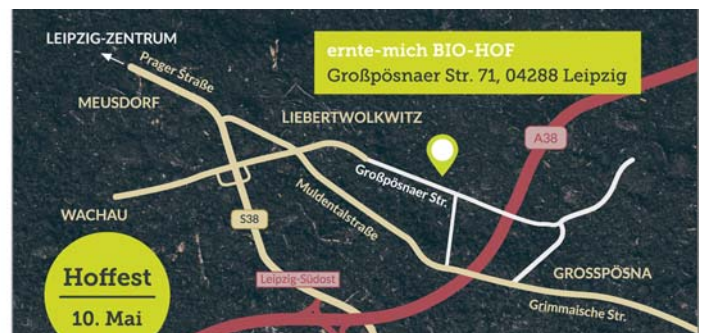 LEIPZIG-ZENTRUM
ernte-mich BIO-HOF
Großpösnaer Str. 71, 04288 Leipzig
Prager Straße
MEUSDORF
LIEBERTWOLKWITZ
A38
Großpösnaer Str.
Muldentalstraße
WACHAU
S38
Hoffest
10. Mai
Leipzig-Südost
GROSSPÖSNA
Grimmaische Str.